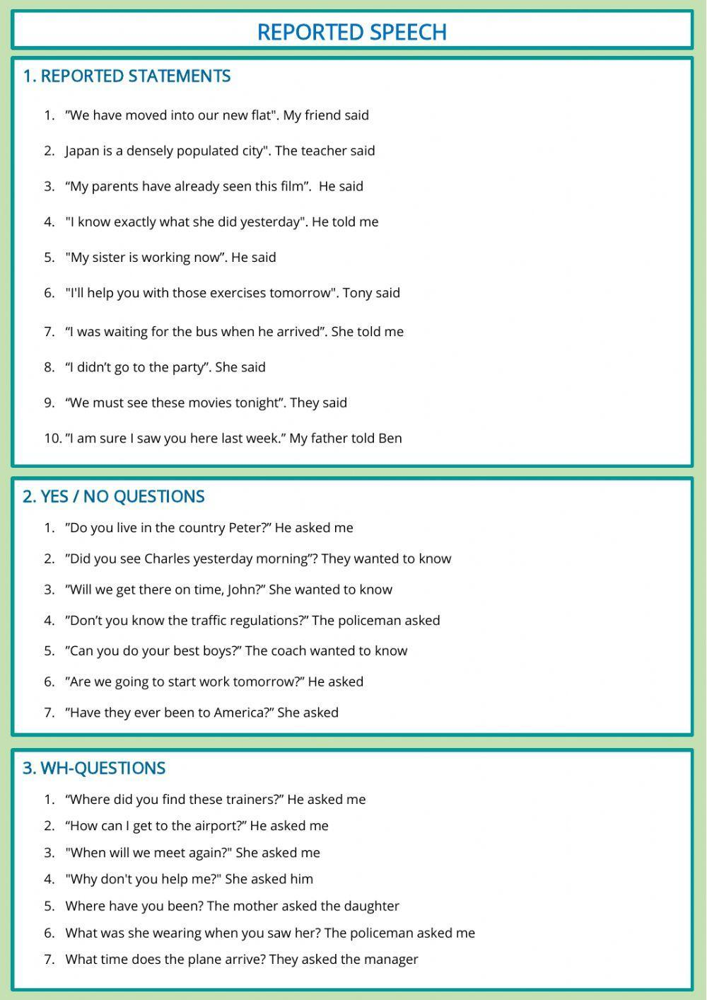 REPORTED SPEECH
1. REPORTED STATEMENTS
1. ”We have moved into our new flat". My friend said
2. Japan is a densely populated city". The teacher said
3. “My parents have already seen this film”.  He said
4. "I know exactly what she did yesterday". He told me
5. "My sister is working now”. He said
6. "I'll help you with those exercises tomorrow". Tony said
7. “I was waiting for the bus when he arrived”. She told me
8. “I didn’t go to the party”. She said
9. “We must see these movies tonight”. They said
10. ”I am sure I saw you here last week.” My father told Ben
2. YES / NO QUESTIONS
1. ”Do you live in the country Peter?” He asked me
2. ”Did you see Charles yesterday morning”? They wanted to know
3. ”Will we get there on time, John?” She wanted to know
4. ”Don’t you know the traffic regulations?” The policeman asked
5. ”Can you do your best boys?” The coach wanted to know
6. ”Are we going to start work tomorrow?” He asked
7. ”Have they ever been to America?” She asked
3. WH-QUESTIONS
1. “Where did you find these trainers?” He asked me
2. “How can I get to the airport?” He asked me
3. "When will we meet again?" She asked me
4. "Why don't you help me?" She asked him
5. Where have you been? The mother asked the daughter
6. What was she wearing when you saw her? The policeman asked me
7. What time does the plane arrive? They asked the manager